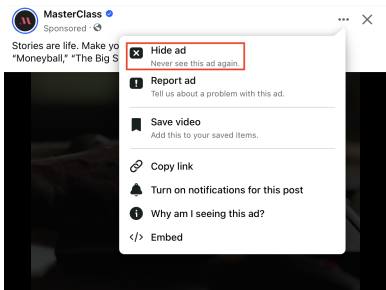 MasterClass
Sponsored ·
Stories are life. Make yo
"Moneyball," "The Big S
Hide ad
Never see this ad again.
Report ad
Tell us about a problem with this ad.
Save video
Add this to your saved items.
Copy link
Turn on notifications for this post
Why am I seeing this ad?
Embed